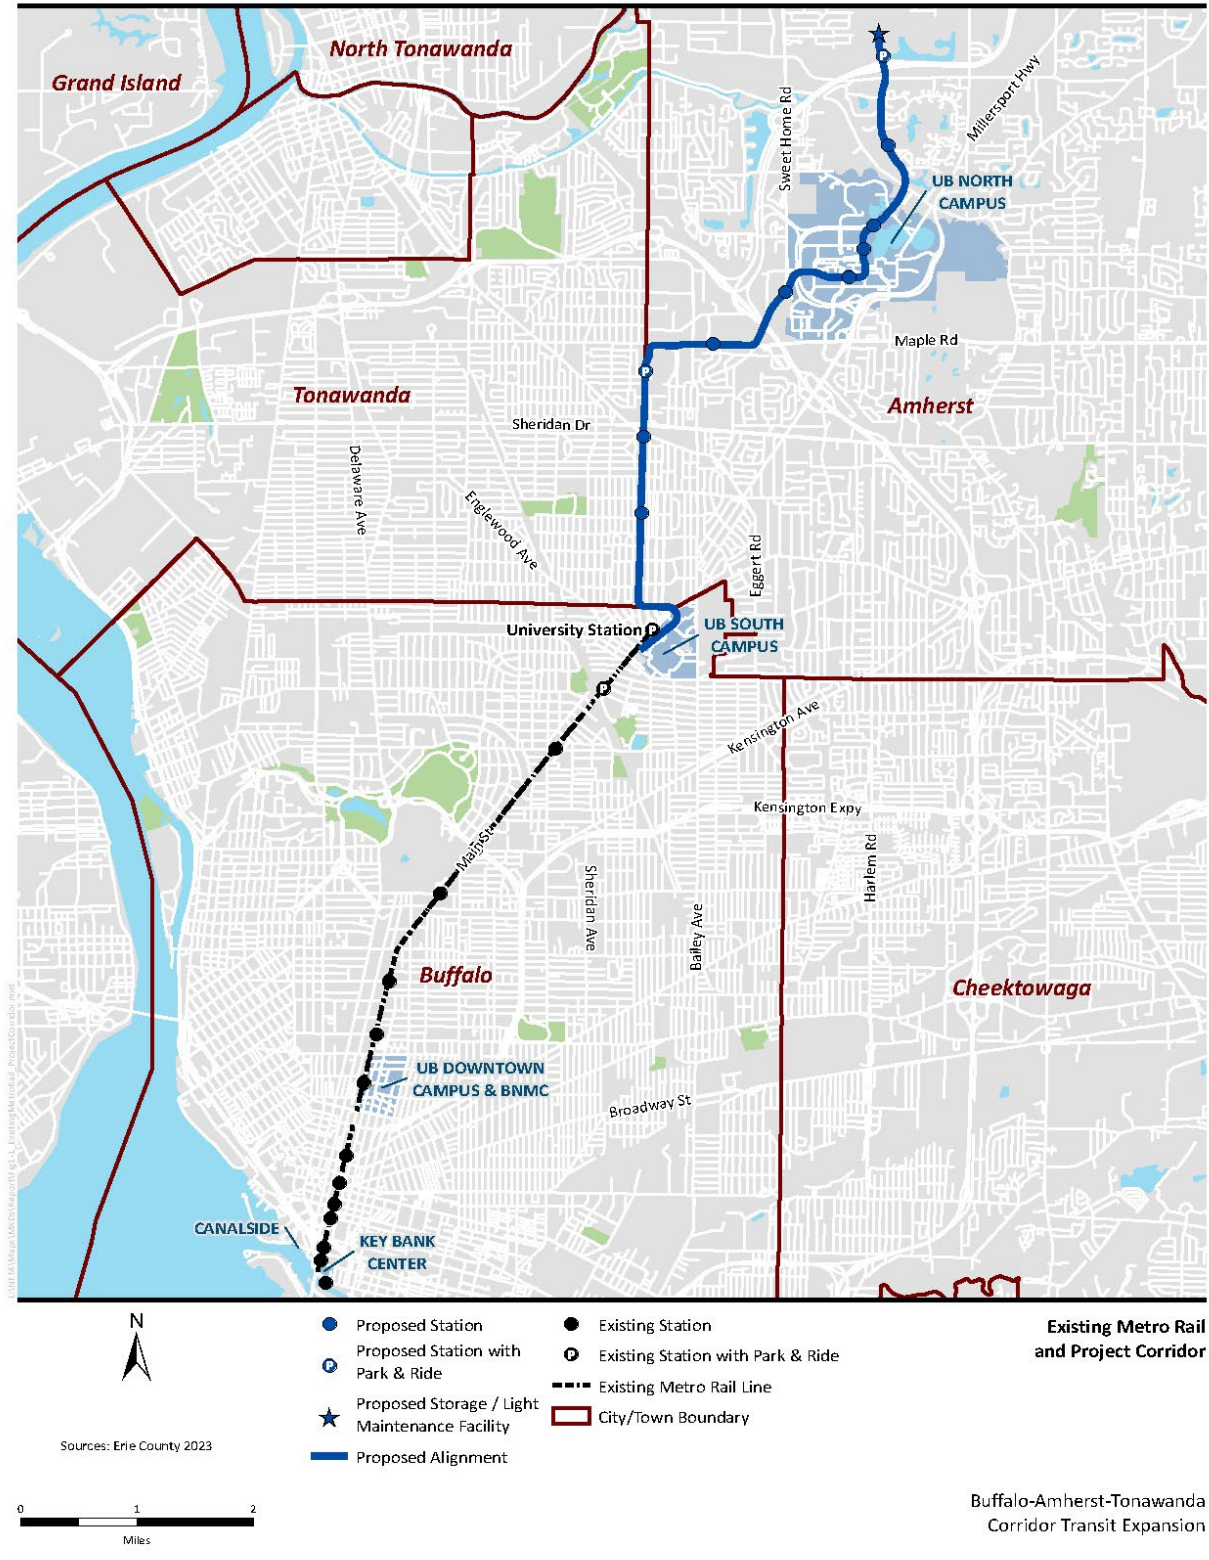 North Tonawanda
Grand Island
Millersport Hwy
Sweet Home Rd
P
UB NORTH
CAMPUS
Maple Rd
P
Tonawanda
Amherst
Sheridan Dr
Delaware Ave
Englewood Ave
Eggert Rd
University Station
P
UB SOUTH
CAMPUS
P
Kensington Ave
Kensington Expy
Main St
Harlem Rd
Sheridan Ave
Bailey Ave
Buffalo
Cheektowaga
UB DOWNTOWN
CAMPUS & BNMC
Broadway St
CANALSIDE
KEY BANK
CENTER
N
Proposed Station
P
Proposed Station with
Park & Ride
Proposed Storage / Light
Maintenance Facility
Proposed Alignment
Existing Station
P
Existing Station with Park & Ride
Existing Metro Rail Line
City/Town Boundary
Existing Metro Rail
and Project Corridor
Sources: Erie County 2023
0 1 2
Miles
Buffalo-Amherst-Tonawanda
Corridor Transit Expansion